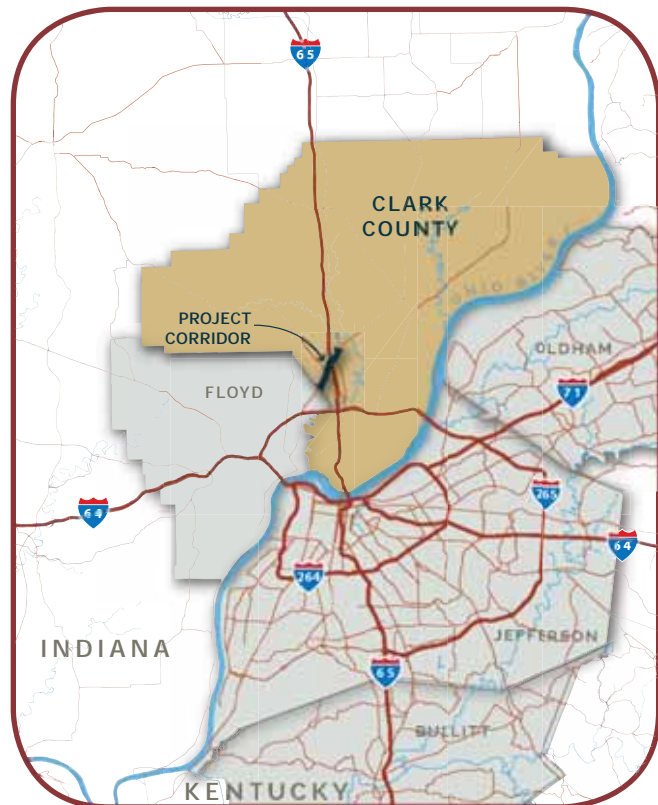 65
CLARK
COUNTY
OHIO RIVER
PROJECT
CORRIDOR
OLDHAM
71
FLOYD
265
64
64
264
INDIANA
JEFFERSON
65
BULLITT
KENTUCKY